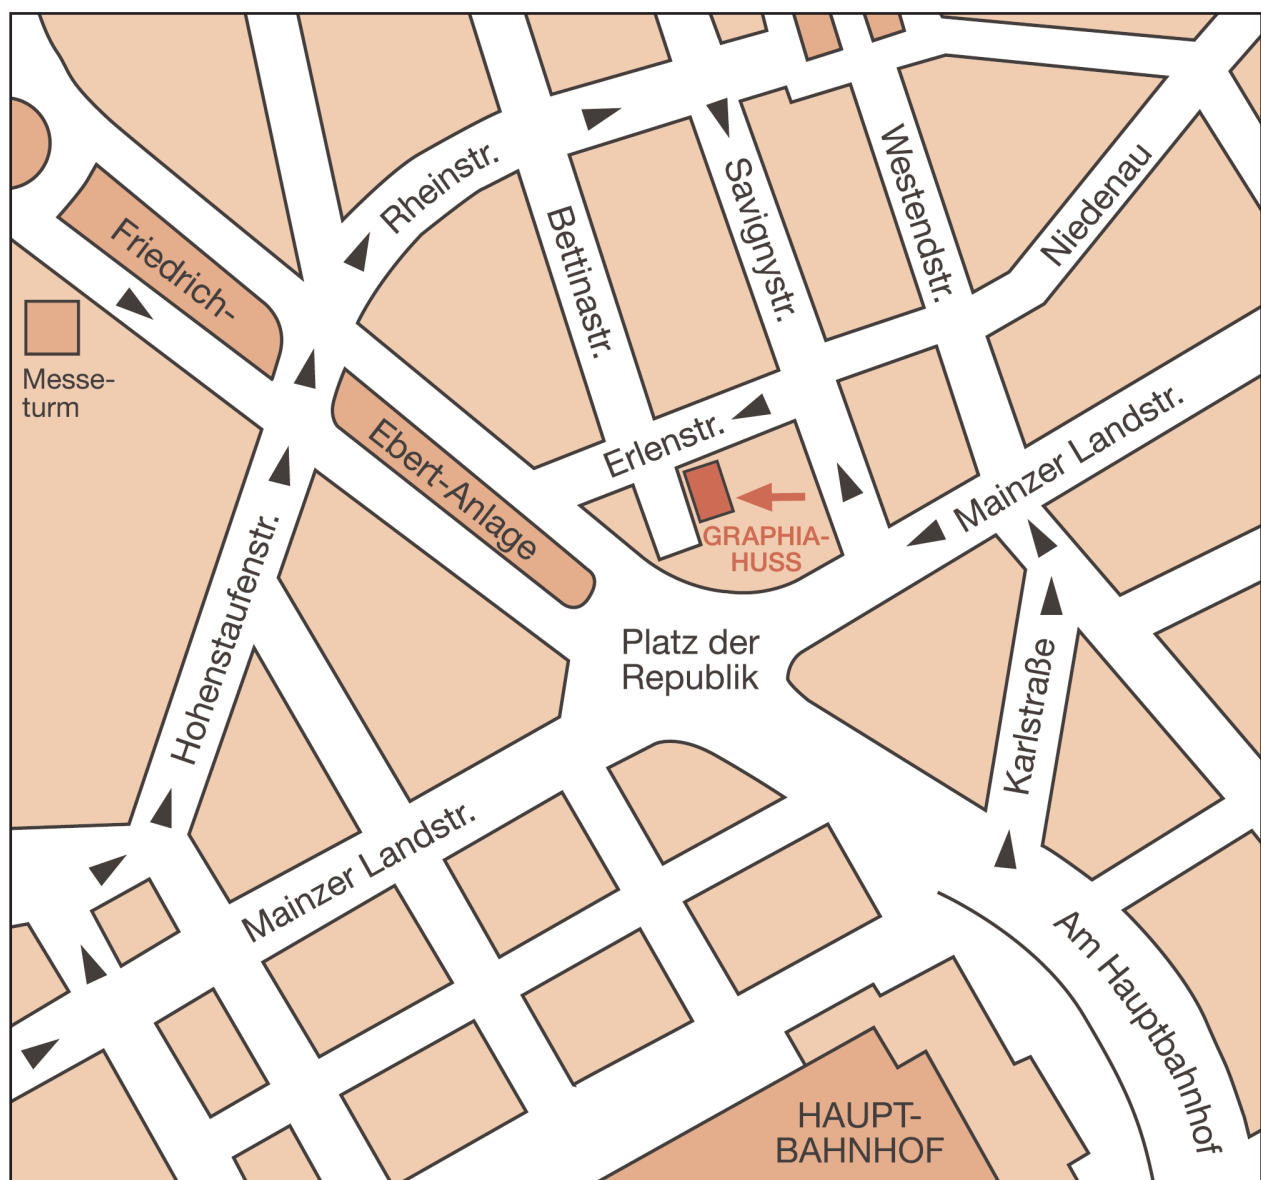 Rheinstr.
Friedrich-
Ebert-Anlage
Bettinastr.
Savignystr.
Westendstr.
Niedenau
Messe-
turm
Erlenstr.
Mainzer Landstr.
GRAPHIA-
HUSS
Hohenstaufenstr.
Platz der
Republik
Karlstraße
Mainzer Landstr.
Am Hauptbahnhof
HAUPT-
BAHNHOF